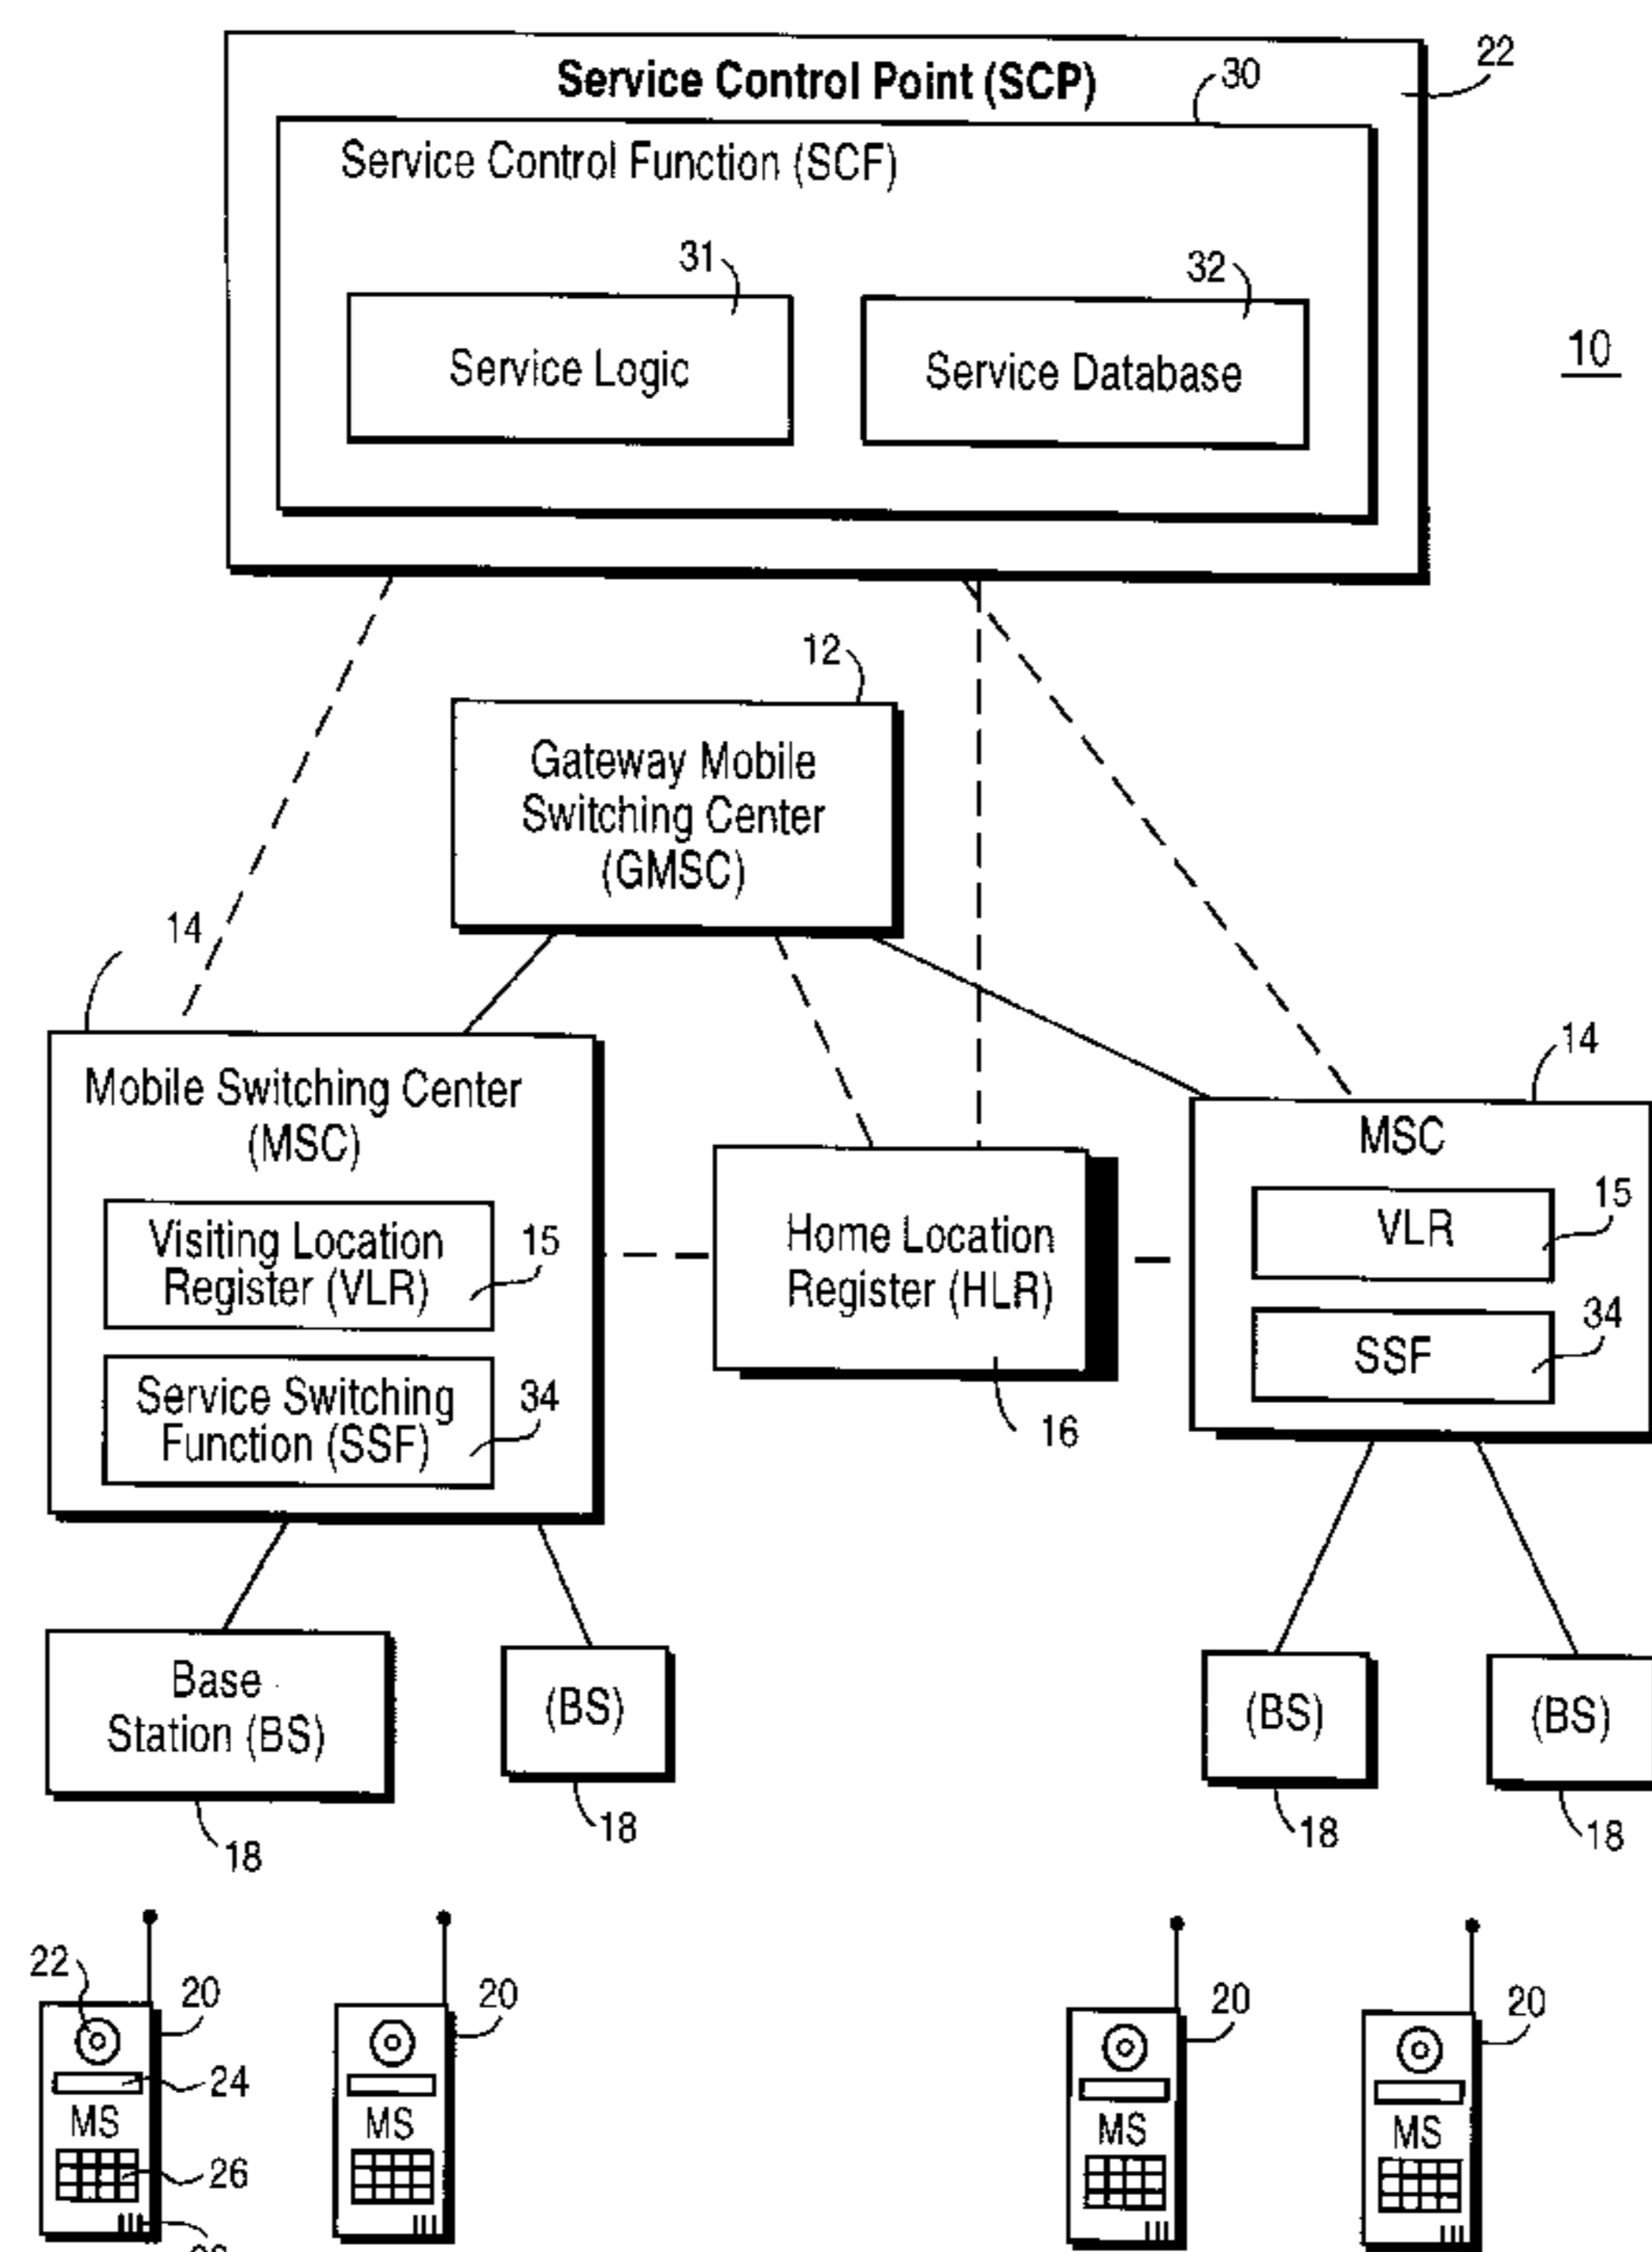 Service Control Point (SCP)
22
30
Service Control Function (SCF)
31
32
Service Logic
Service Database
10
12
Gateway Mobile
Switching Center
(GMSC)
14
14
Mobile Switching Center
(MSC)
MSC
Visiting Location
Register (VLR)
15
Home Location
Register (HLR)
VLR
15
Service Switching
Function (SSF)
34
16
SSF
34
Base
Station (BS)
(BS)
(BS)
(BS)
18
18
18
18
22
20
20
20
20
24
MS
MS
MS
MS
26